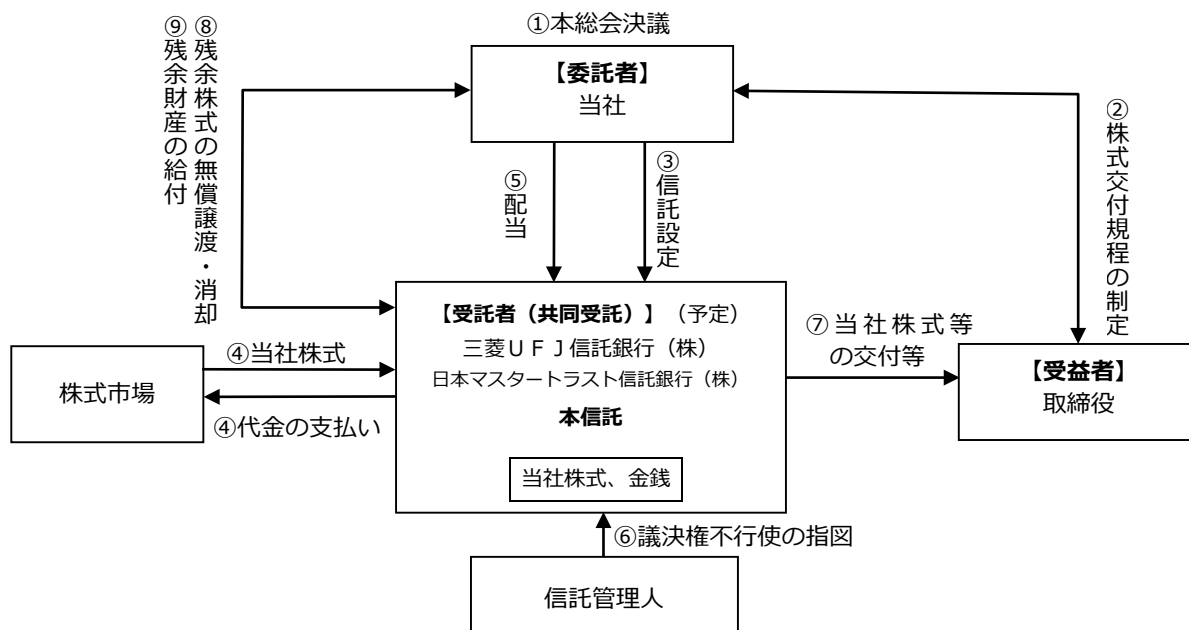 ①本総会決議
【委託者】
当社
⑧残余株式の無償譲渡・消却
⑨残余財産の給付
②株式交付規程の制定
⑤配当
③信託設定
【受託者（共同受託）】（予定）
三菱ＵＦＪ信託銀行（株）
日本マスタートラスト信託銀行（株）
本信託
当社株式、金銭
④当社株式
株式市場
④代金の支払い
⑦当社株式等
の交付等
【受益者】
取締役
⑥議決権不行使の指図
信託管理人